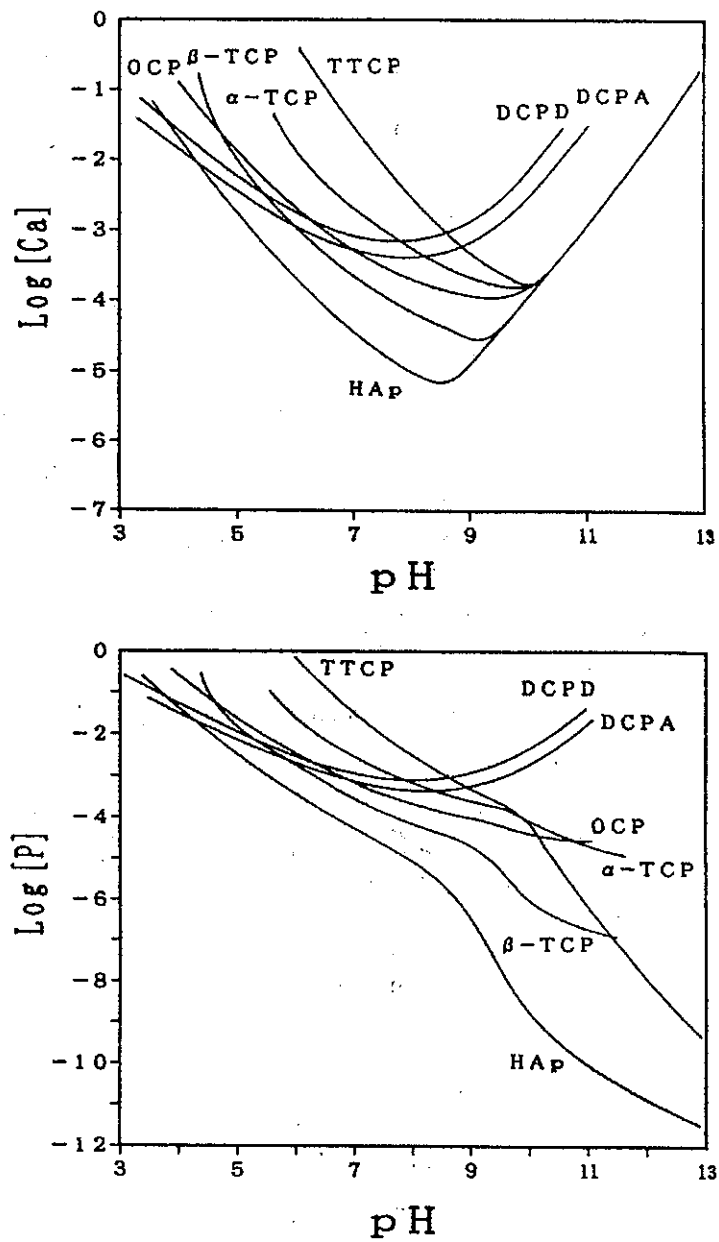 0
OCP β-TCP TTCP
-1
α-TCP DCPD DCPA
-2
-3
Log[Ca]
-4
-5
HAp
-6
-7
3 5 7 9 11 13
pH
0
TTCP DCPD
DCPA
-2
-4
OCP
α-TCP
Log[P]
-6
β-TCP
-8
-10
HAp
-12
3 5 7 9 11 13
pH